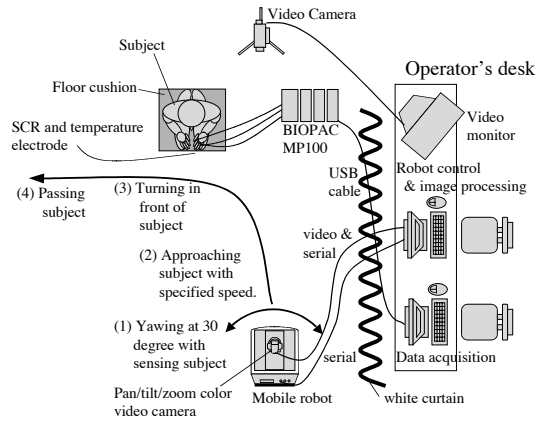 Video Camera
Subject
Operator's desk
Floor cushion
Video
monitor
BIOPAC
MP100
SCR and temperature
electrode
USB
cable
Robot control
& image processing
(4) Passing
subject
(3) Turning in
front of
subject
video &
serial
(2) Approaching
subject with
specified speed.
(1) Yawing at 30
degree with
sensing subject
serial
Data acquisition
Pan/tilt/zoom color
video camera
Mobile robot
white curtain